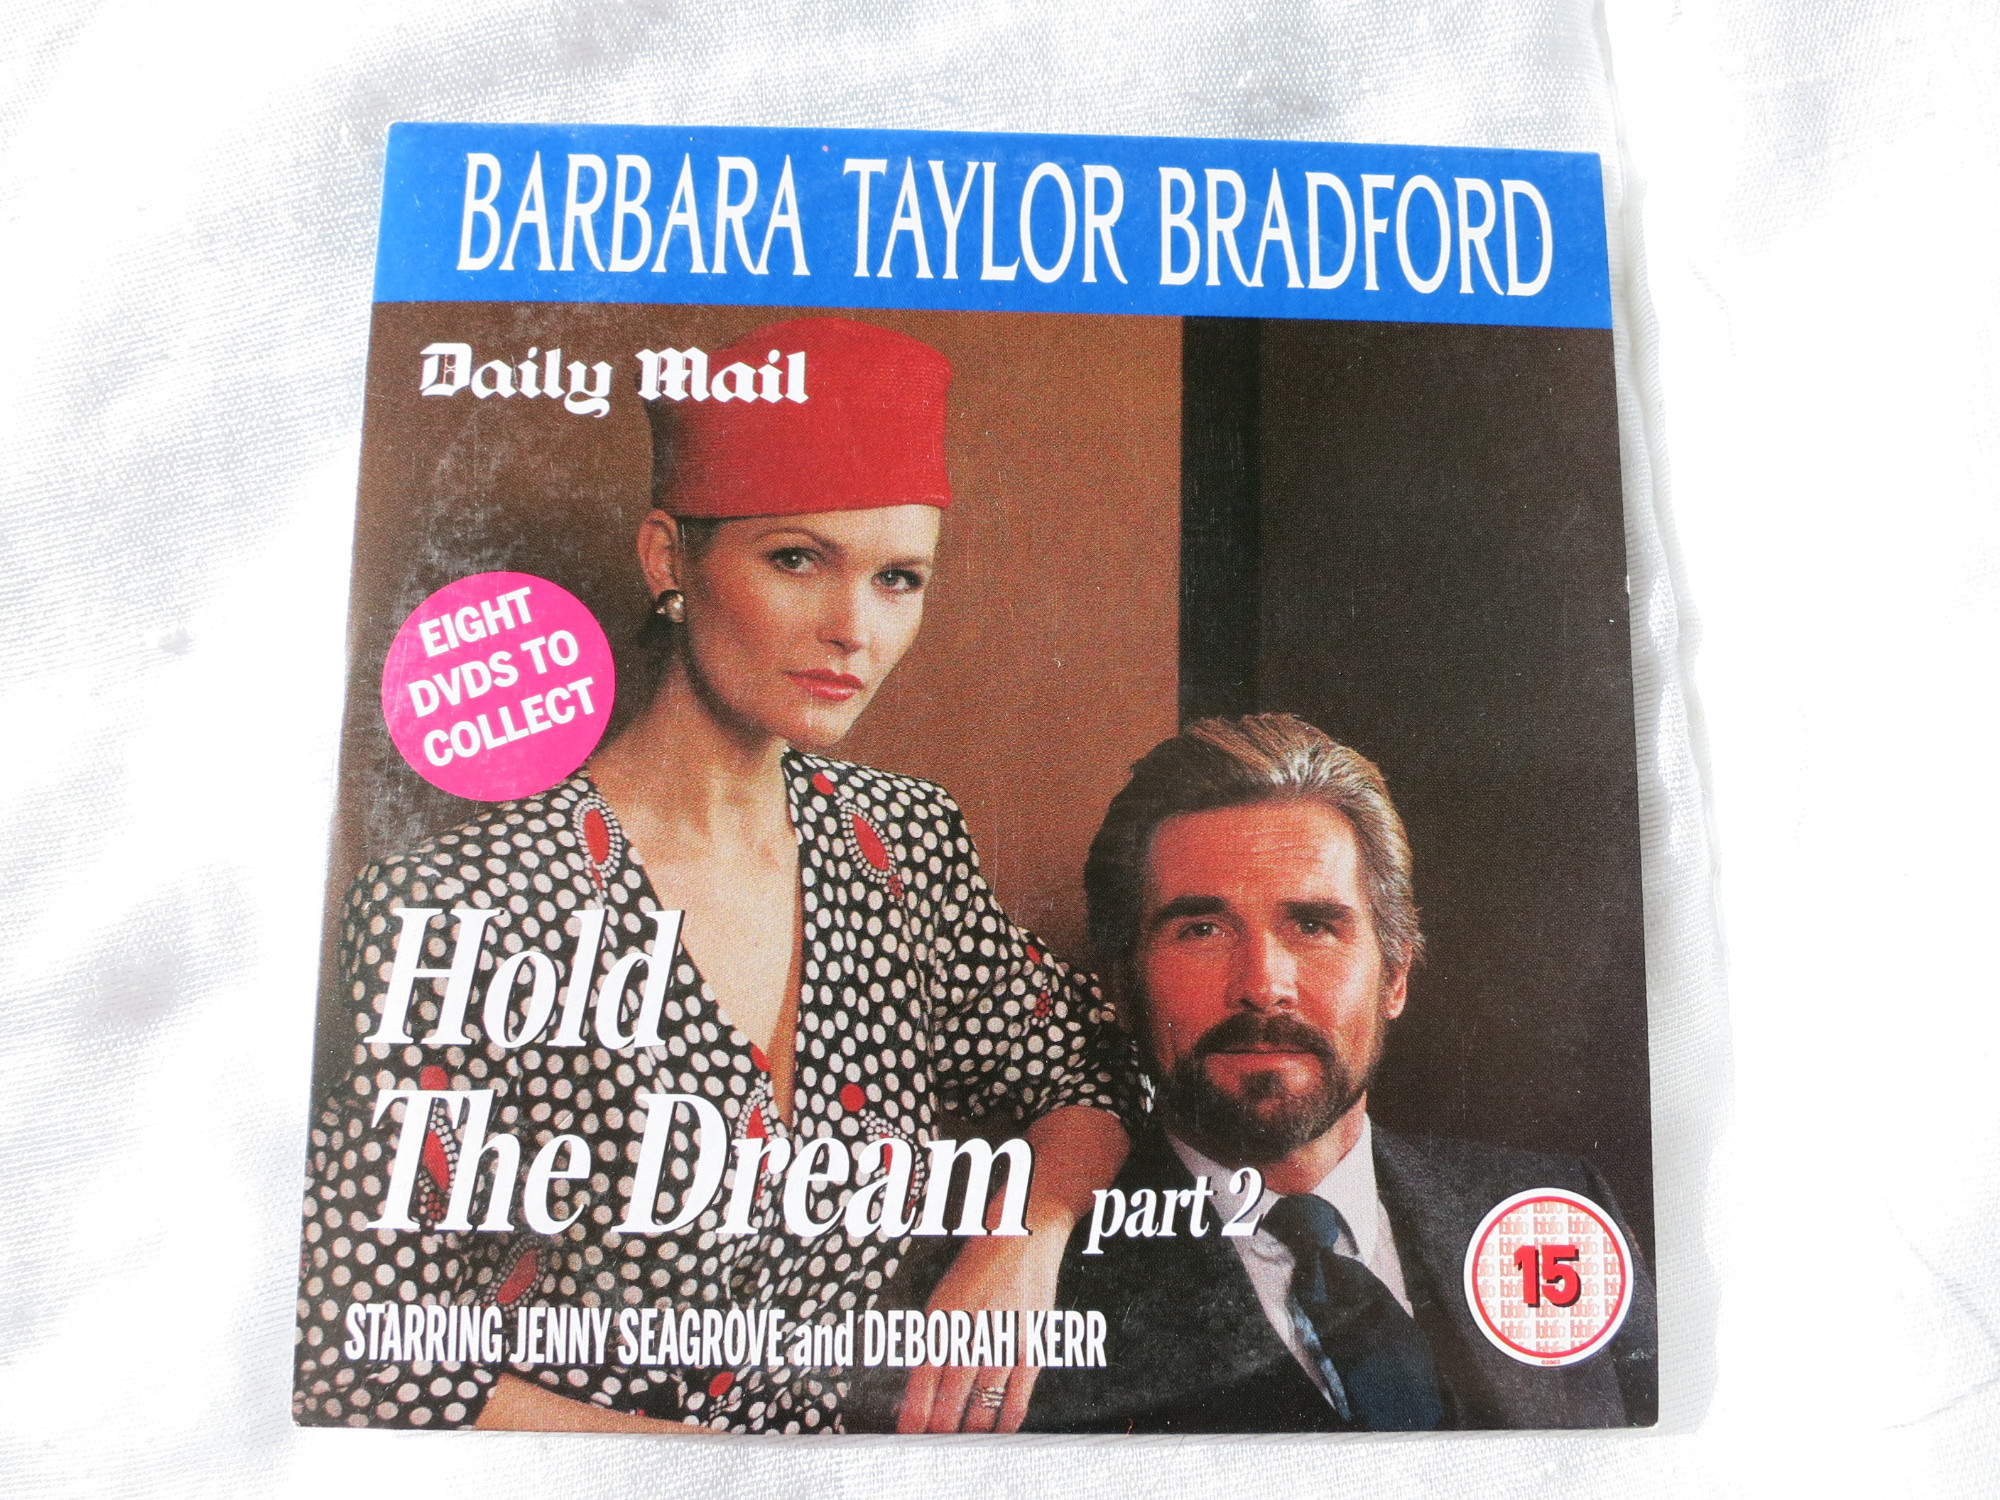 BARBARA TAYLOR BRADFORD
Daily Mail
EIGHT
DVDS TO
COLLECT
Hold
The Dream part 2
STARRING JENNY SEAGROVE and DEBORAH KERR
15